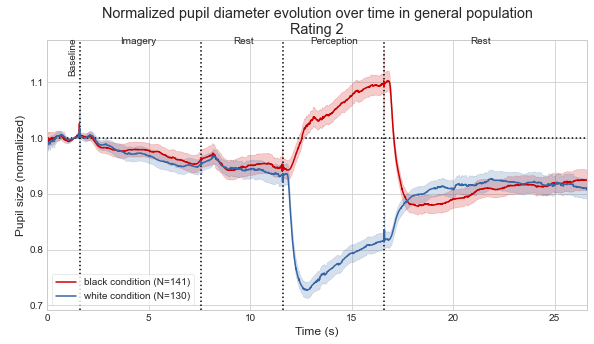 Normalized pupil diameter evolution over time in general population
Rating 2
Baseline
Imagery
Rest
Perception
Rest
Pupil size (normalized)
1.1
1.0
0.9
0.8
0.7
black condition (N=141)
white condition (N=130)
0
5
10
15
20
25
Time (s)